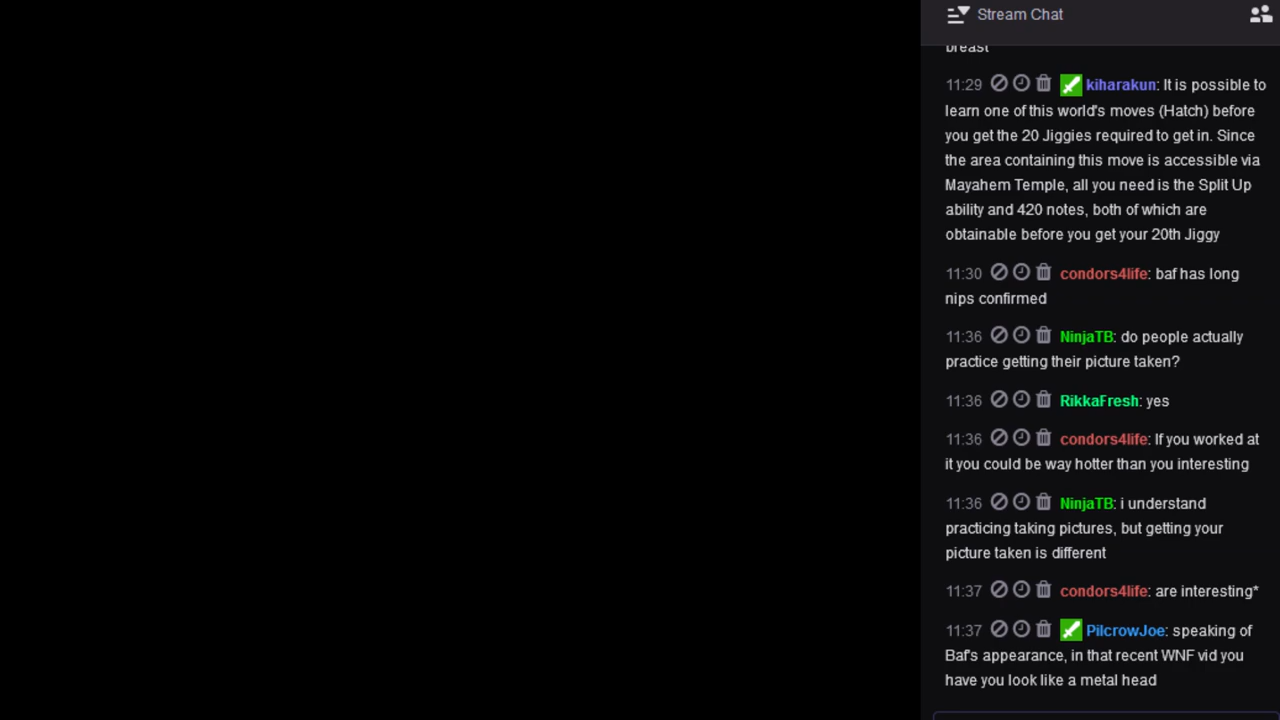 Stream Chat
breast
11:29 kiharakun: It is possible to
learn one of this world's moves (Hatch) before
you get the 20 Jiggies required to get in. Since
the area containing this move is accessible via
Mayahem Temple, all you need is the Split Up
ability and 420 notes, both of which are
obtainable before you get your 20th Jiggy
11:30 condors4life: baf has long
nips confirmed
11:36 NinjaTB: do people actually
practice getting their picture taken?
11:36 RikkaFresh: yes
11:36 condors4life: If you worked at
it you could be way hotter than you interesting
11:36 NinjaTB: i understand
practicing taking pictures, but getting your
picture taken is different
11:37 condors4life: are interesting*
11:37 PilcrowJoe: speaking of
Baf's appearance, in that recent WNF vid you
have you look like a metal head